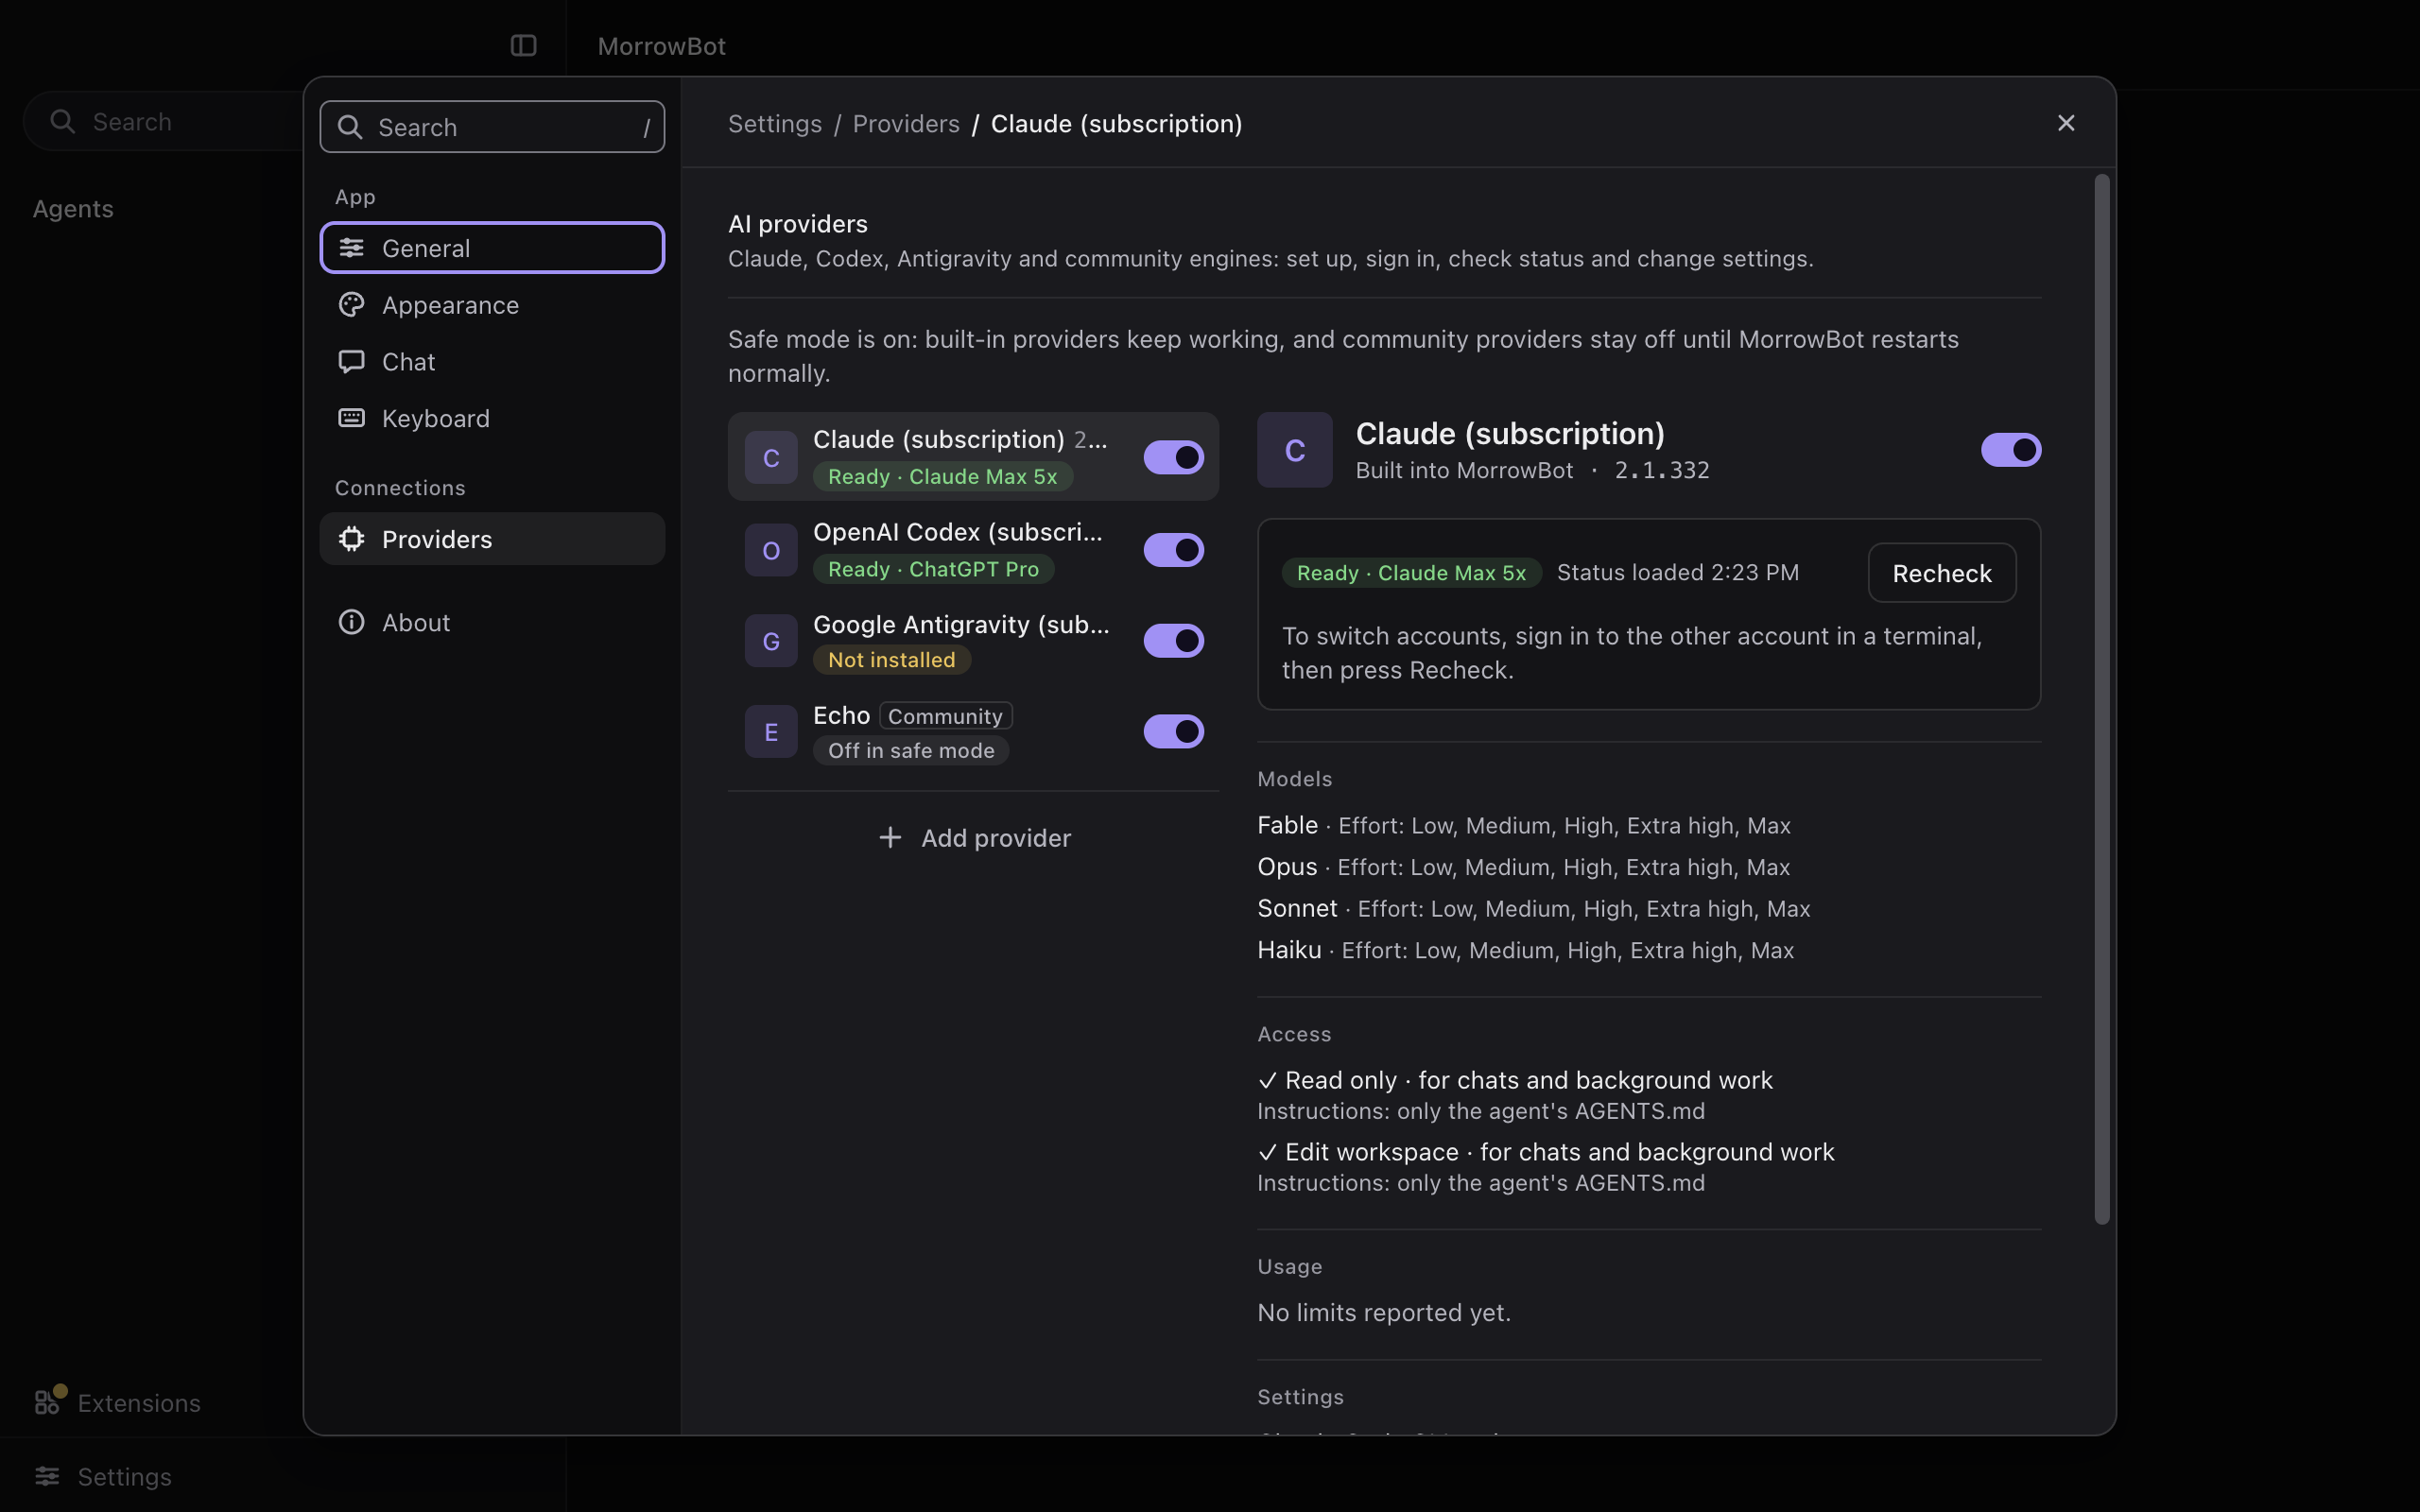 MorrowBot
Search
Agents
Extensions
Settings
Search /
App
General
Appearance
Chat
Keyboard
Connections
Providers
About
Settings / Providers / Claude (subscription)
AI providers
Claude, Codex, Antigravity and community engines: set up, sign in, check status and change settings.
Safe mode is on: built-in providers keep working, and community providers stay off until MorrowBot restarts
normally.
C
Claude (subscription) 2...
Ready · Claude Max 5x
O
OpenAI Codex (subscri...
Ready · ChatGPT Pro
G
Google Antigravity (sub...
Not installed
E
Echo Community
Off in safe mode
Add provider
C
Claude (subscription)
Built into MorrowBot · 2.1.332
Ready · Claude Max 5x Status loaded 2:23 PM Recheck
To switch accounts, sign in to the other account in a terminal,
then press Recheck.
Models
Fable · Effort: Low, Medium, High, Extra high, Max
Opus · Effort: Low, Medium, High, Extra high, Max
Sonnet · Effort: Low, Medium, High, Extra high, Max
Haiku · Effort: Low, Medium, High, Extra high, Max
Access
✓ Read only · for chats and background work
Instructions: only the agent's AGENTS.md
✓ Edit workspace · for chats and background work
Instructions: only the agent's AGENTS.md
Usage
No limits reported yet.
Settings